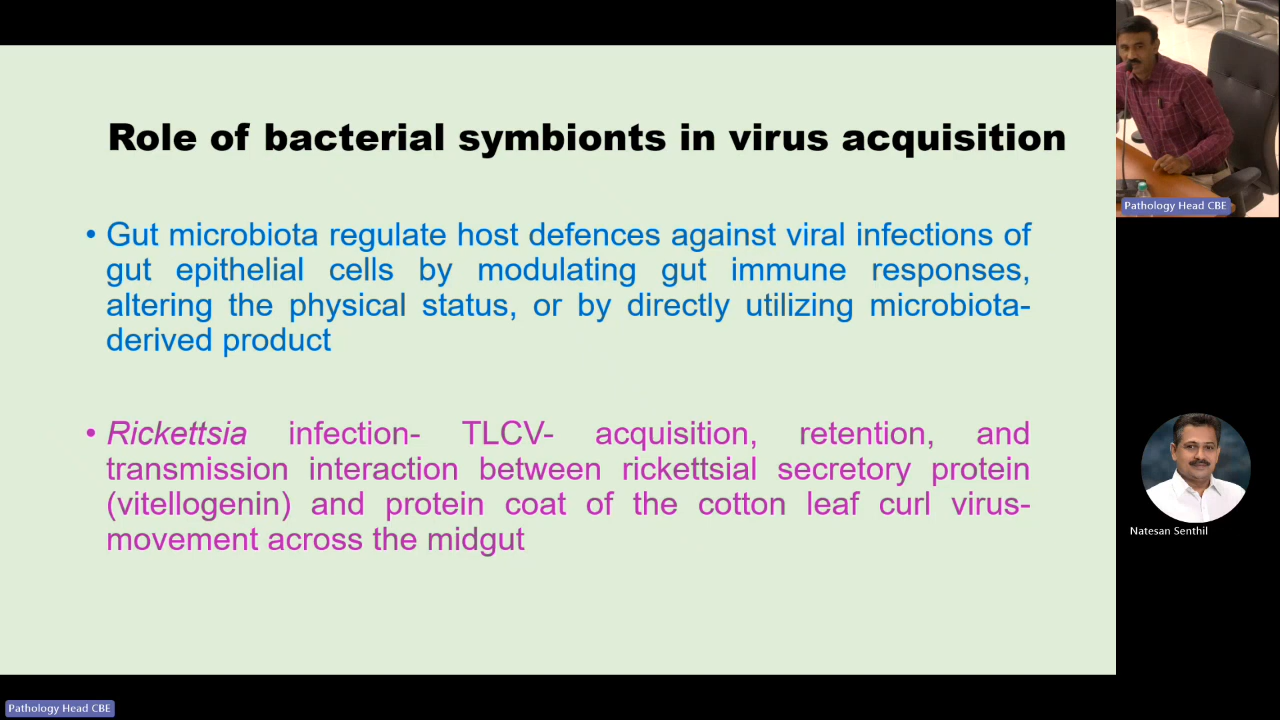 Role of bacterial symbionts in virus acquisition
• Gut microbiota regulate host defences against viral infections of
gut epithelial cells by modulating gut immune responses,
altering the physical status, or by directly utilizing microbiota-
derived product
• Rickettsia infection- TLCV- acquisition, retention, and
transmission interaction between rickettsial secretory protein
(vitellogenin) and protein coat of the cotton leaf curl virus-
movement across the midgut
Pathology Head CBE
Natesan Senthil
Pathology Head CBE